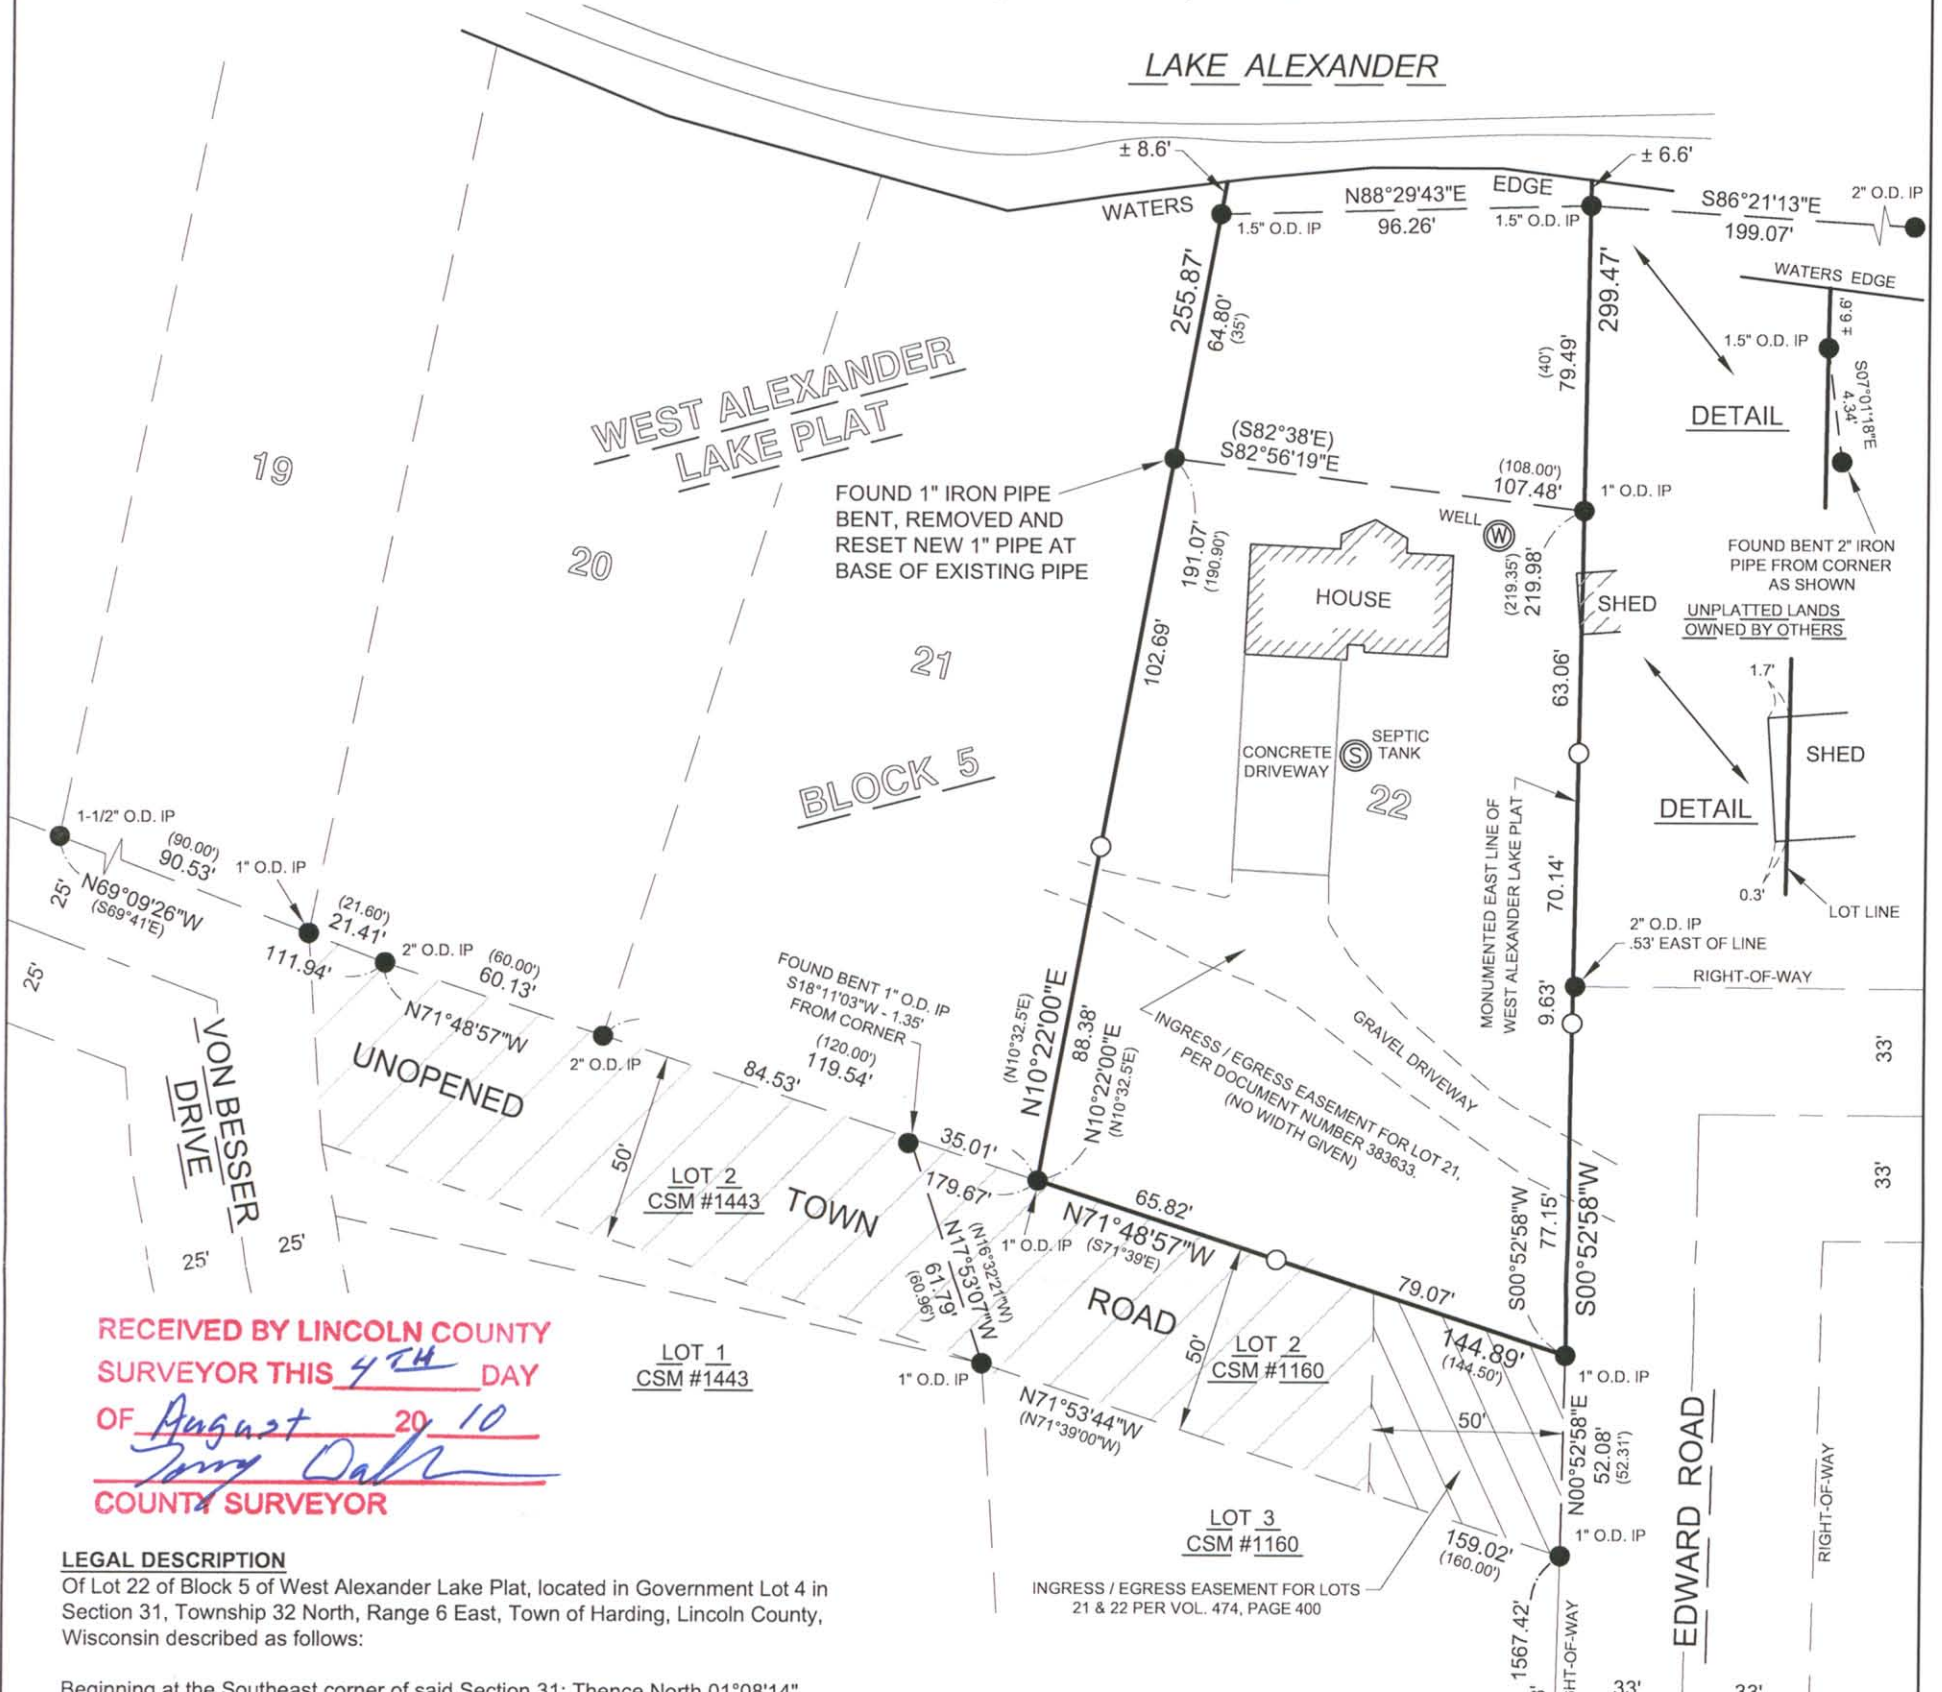 LAKE ALEXANDER
± 8.6'
± 6.6'
WATERS
N88°29'43"E
96.26'
EDGE
1.5" O.D. IP
1.5" O.D. IP
S86°21'13"E
199.07'
2" O.D. IP
255.87'
64.80'
(35')
299.47'
(40')
79.49'
WATERS EDGE
± 6.6'
1.5" O.D. IP
S07°01'18"E
4.34'
DETAIL
FOUND BENT 2" IRON
PIPE FROM CORNER
AS SHOWN
UNPLATTED LANDS
OWNED BY OTHERS
WEST ALEXANDER
LAKE PLAT
19
20
21
22
BLOCK 5
FOUND 1" IRON PIPE
BENT, REMOVED AND
RESET NEW 1" PIPE AT
BASE OF EXISTING PIPE
(S82°38'E)
S82°56'19"E
(108.00')
107.48'
1" O.D. IP
WELL
W
191.07'
(190.90')
(219.35')
219.98'
HOUSE
SHED
102.69'
63.06'
CONCRETE
DRIVEWAY
S
SEPTIC
TANK
MONUMENTED EAST LINE OF
WEST ALEXANDER LAKE PLAT
1.7'
SHED
DETAIL
0.3'
LOT LINE
70.14'
2" O.D. IP
.53' EAST OF LINE
RIGHT-OF-WAY
9.63'
33'
33'
1-1/2" O.D. IP
(90.00')
90.53'
1" O.D. IP
N69°09'26"W
(S69°41'E)
25'
25'
(21.60')
21.41'
111.94'
2" O.D. IP
(60.00')
60.13'
N71°48'57"W
2" O.D. IP
UNOPENED
TOWN
ROAD
FOUND BENT 1" O.D. IP
S18°11'03"W - 1.35'
FROM CORNER
(120.00')
119.54'
84.53'
35.01'
179.67'
50'
LOT 2
CSM #1443
(N10°32.5'E)
N10°22'00"E
88.38'
N10°22'00"E
(N10°32.5'E)
INGRESS / EGRESS EASEMENT FOR LOT 21,
PER DOCUMENT NUMBER 383633.
(NO WIDTH GIVEN)
GRAVEL DRIVEWAY
VON BESSER
DRIVE
25'
25'
1" O.D. IP
65.82'
N71°48'57"W
(S71°39'E)
(N16°32'21"W)
N17°53'07"W
61.79'
(60.96')
79.07'
S00°52'58"W
77.15'
S00°52'58"W
144.89'
(144.50')
50'
LOT 2
CSM #1160
1" O.D. IP
LOT 1
CSM #1443
1" O.D. IP
N71°53'44"W
(N71°39'00"W)
50'
N00°52'58"E
52.08'
(52.31')
LOT 3
CSM #1160
159.02'
(160.00')
1" O.D. IP
INGRESS / EGRESS EASEMENT FOR LOTS
21 & 22 PER VOL. 474, PAGE 400
EDWARD ROAD
RIGHT-OF-WAY
1567.42'
HT-OF-WAY
33'
33'
RECEIVED BY LINCOLN COUNTY
SURVEYOR THIS 4TH DAY
OF August 20 10
COUNTY SURVEYOR
LEGAL DESCRIPTION
Of Lot 22 of Block 5 of West Alexander Lake Plat, located in Government Lot 4 in
Section 31, Township 32 North, Range 6 East, Town of Harding, Lincoln County,
Wisconsin described as follows:
Beginning at the Southeast corner of said Section 31; Thence North 01°08'14"